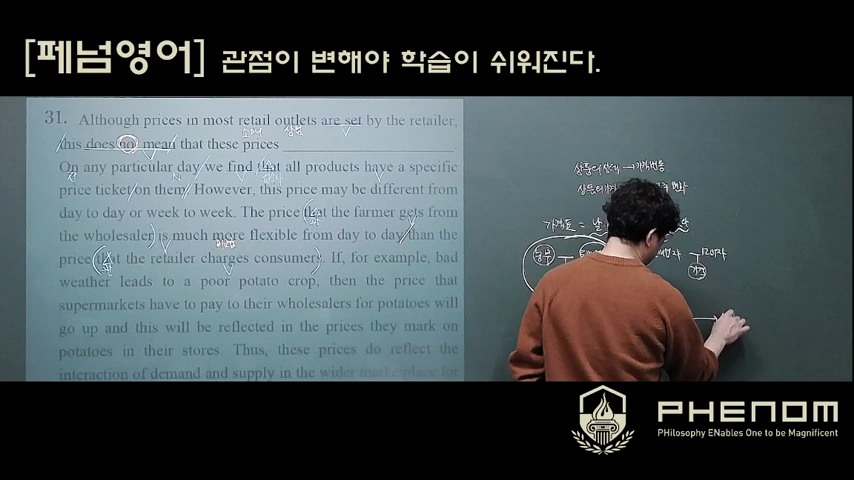 [페넘영어] 관점이 변해야 학습이 쉬워진다.
31. Although prices in most retail outlets are set by the retailer,
this does not mean that these prices
On any particular day we find that all products have a specific
price ticket on them. However, this price may be different from
day to day or week to week. The price that the farmer gets from
the wholesaler is much more flexible from day to day than the
price that the retailer charges consumers. If, for example, bad
weather leads to a poor potato crop, then the price that
supermarkets have to pay to their wholesalers for potatoes will
go up and this will be reflected in the prices they mark on
potatoes in their stores. Thus, these prices do reflect the
interaction of demand and supply in the wider marketplace for
가격표 =
농부
PHENOM
PHilosophy ENables One to be Magnificent